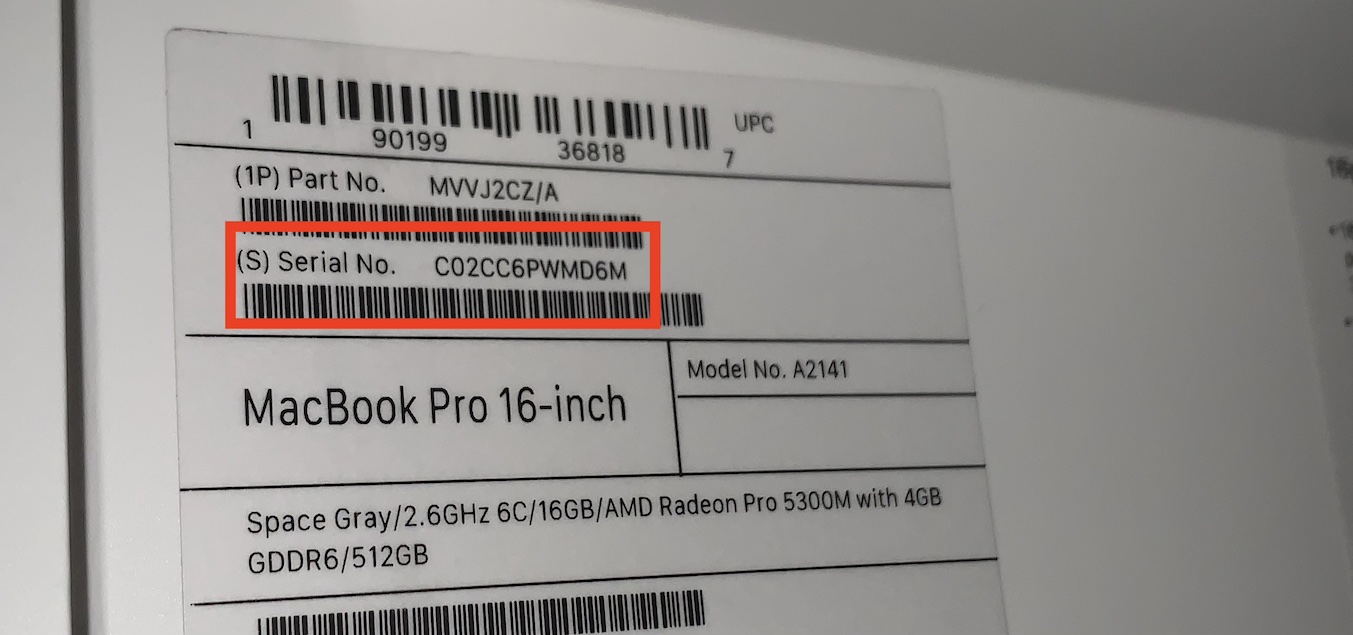 UPC
1 90199 36818 7
(1P) Part No. MVVJ2CZ/A
(S) Serial No. C02CC6PWMD6M
MacBook Pro 16-inch
Model No. A2141
Space Gray/2.6GHz 6C/16GB/AMD Radeon Pro 5300M with 4GB
GDDR6/512GB